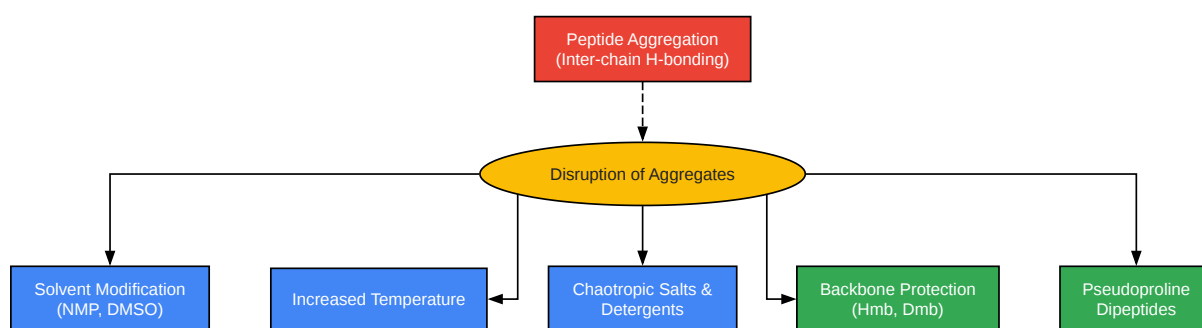 Peptide Aggregation
(Inter-chain H-bonding)
Disruption of Aggregates
Solvent Modification
(NMP, DMSO)
Increased Temperature
Chaotropic Salts &
Detergents
Backbone Protection
(Hmb, Dmb)
Pseudoproline
Dipeptides